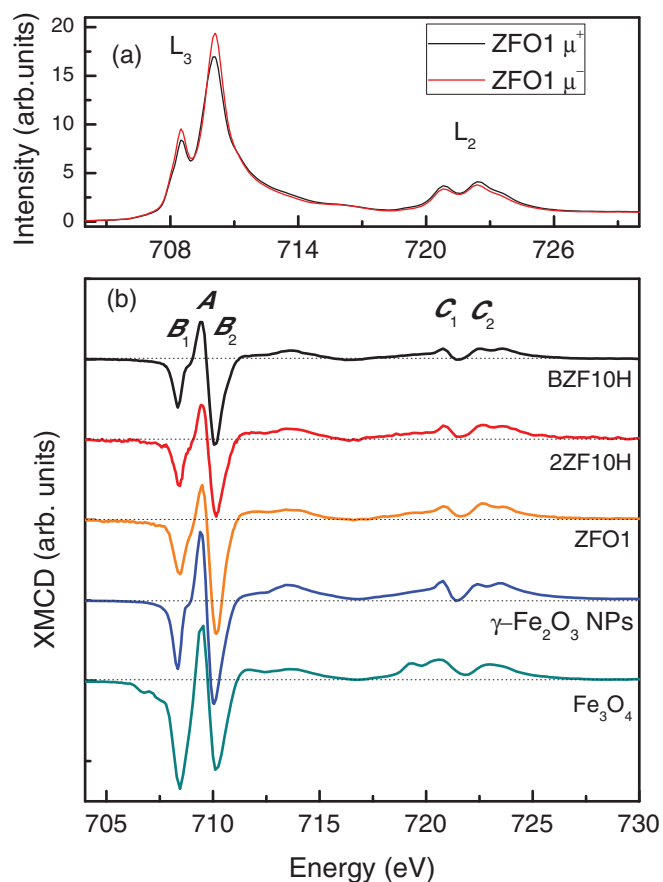 (a)
L₃
L₂
ZFO1 μ⁺
ZFO1 μ⁻
20
15
10
5
0
Intensity (arb.units)
708 714 720 726
(b)
B₁ A B₂ C₁ C₂
BZF10H
2ZF10H
ZFO1
γ–Fe₂O₃ NPs
Fe₃O₄
XMCD (arb. units)
705 710 715 720 725 730
Energy (eV)